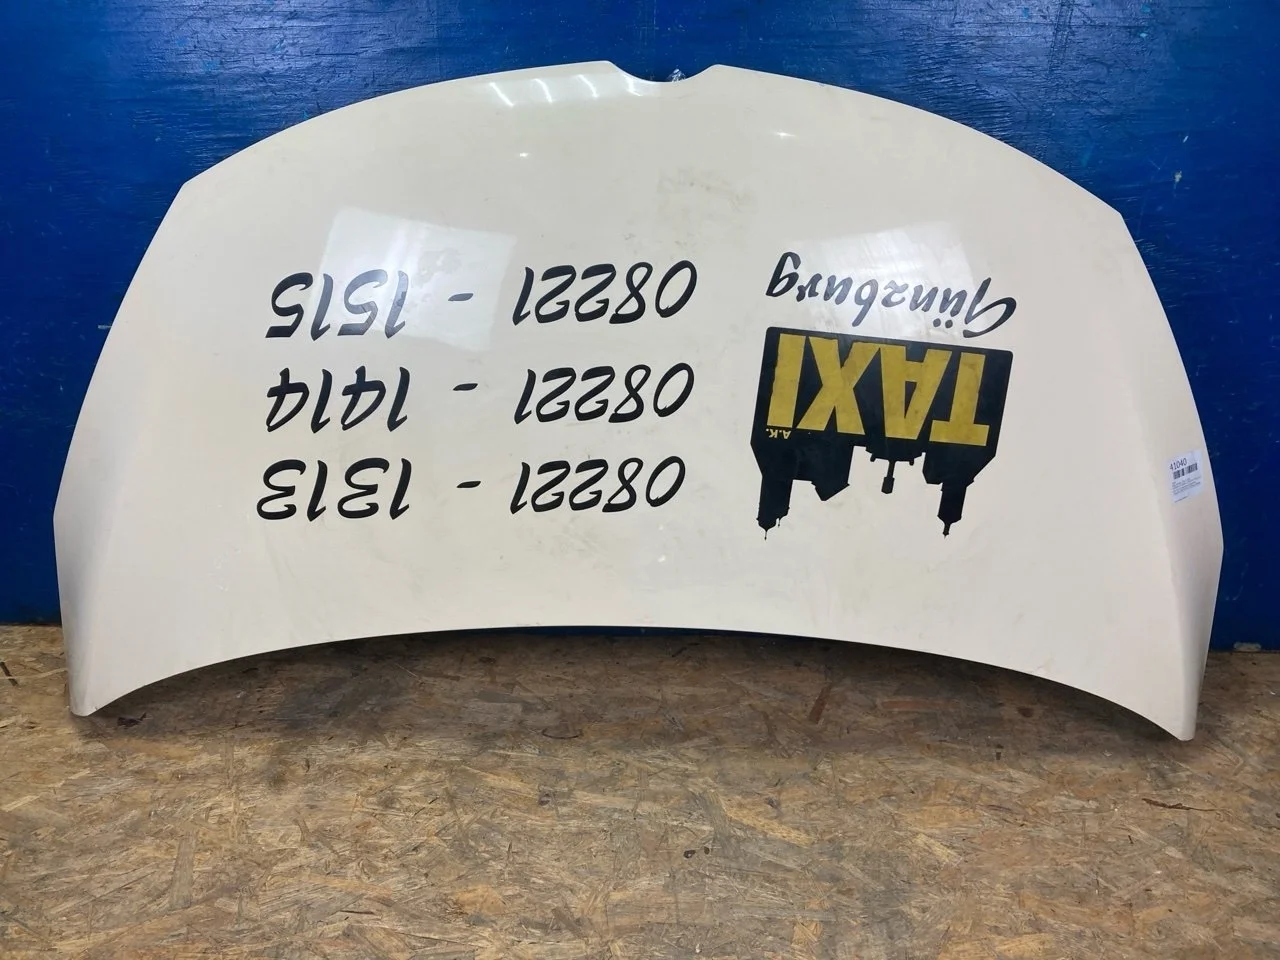 08221 - 1313
08221 - 1414
08221 - 1515
A.K.
TAXI
Günzburg
41040